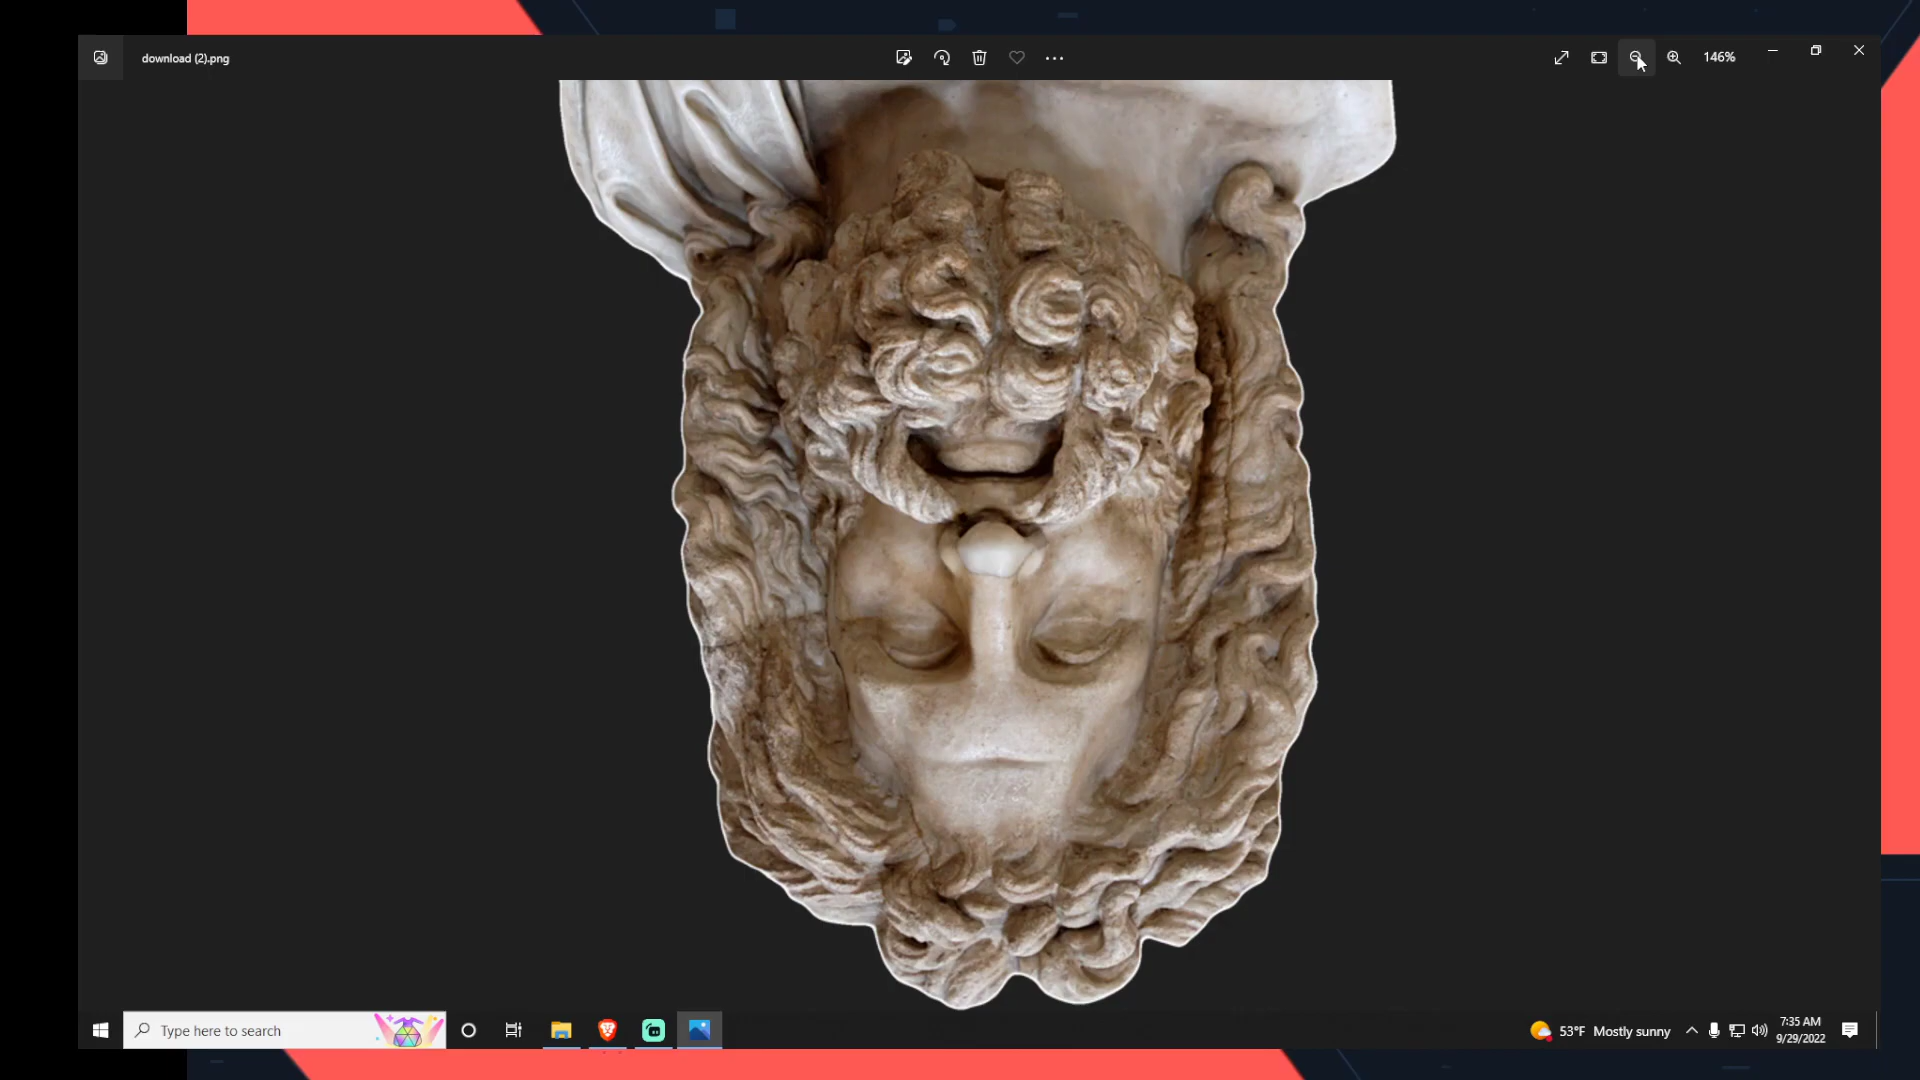 download (2).png
146%
Type here to search
53°F Mostly sunny
7:35 AM
9/29/2022